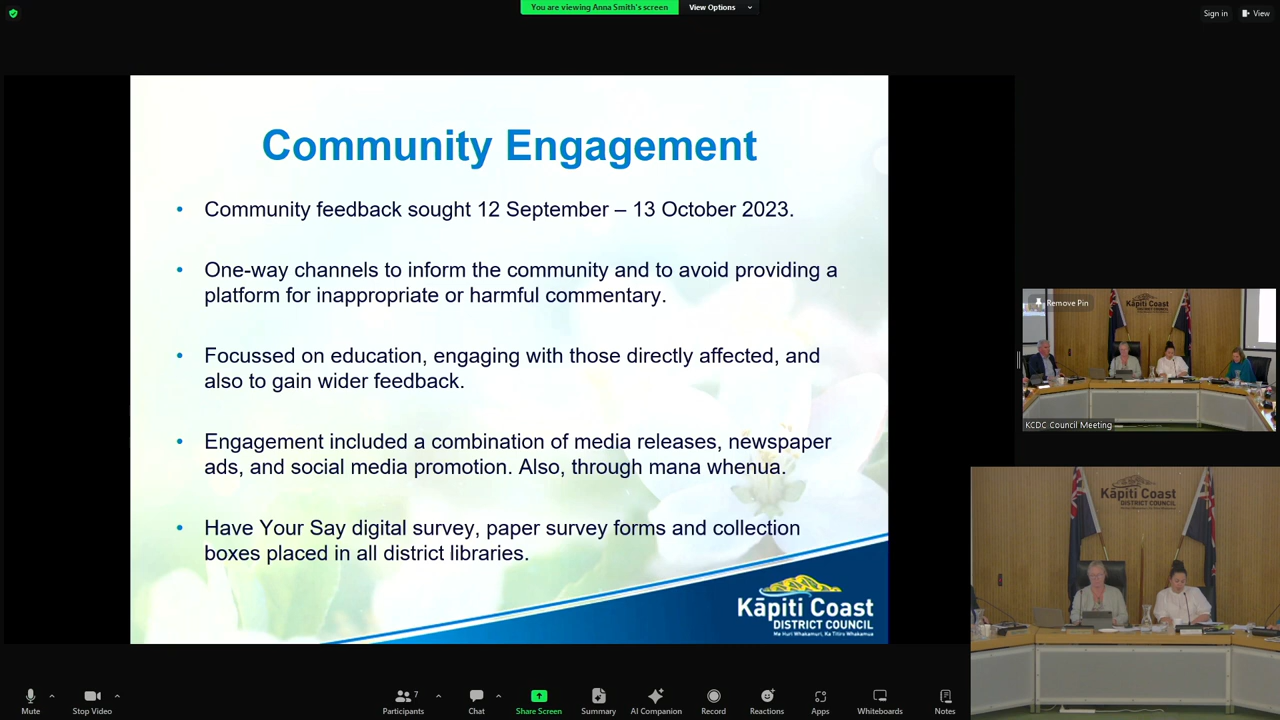 You are viewing Anna Smith's screen
View Options
Sign in
View
Community Engagement
• Community feedback sought 12 September – 13 October 2023.
• One-way channels to inform the community and to avoid providing a
platform for inappropriate or harmful commentary.
• Focussed on education, engaging with those directly affected, and
also to gain wider feedback.
• Engagement included a combination of media releases, newspaper
ads, and social media promotion. Also, through mana whenua.
• Have Your Say digital survey, paper survey forms and collection
boxes placed in all district libraries.
Kāpiti Coast
DISTRICT COUNCIL
Me Huri Whakamuri, Ka Titiro Whakamua
Remove Pin
Kāpiti Coast
DISTRICT COUNCIL
KCDC Council Meeting
Kāpiti Coast
DISTRICT COUNCIL
Mute
Stop Video
Participants
7
Chat
Share Screen
Summary
AI Companion
Record
Reactions
Apps
Whiteboards
Notes